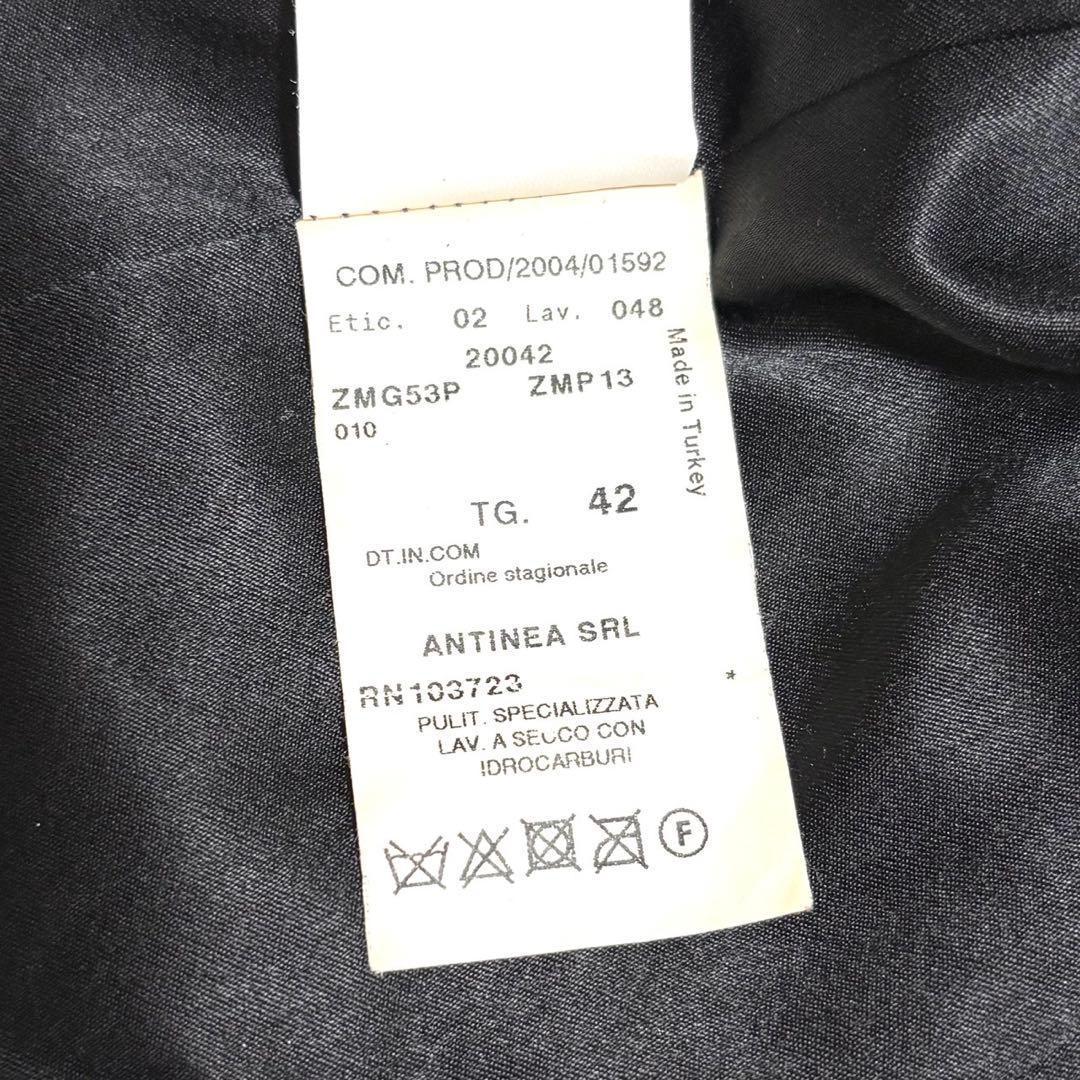 COM. PROD/2004/01592
Etic. 02 Lav. 048
20042
ZMG53P ZMP13
010
Made in Turkey
TG. 42
DT.IN.COM
Ordine stagionale
ANTINEA SRL
RN103723
*
PULIT. SPECIALIZZATA
LAV. A SECCO CON
IDROCARBURI
F